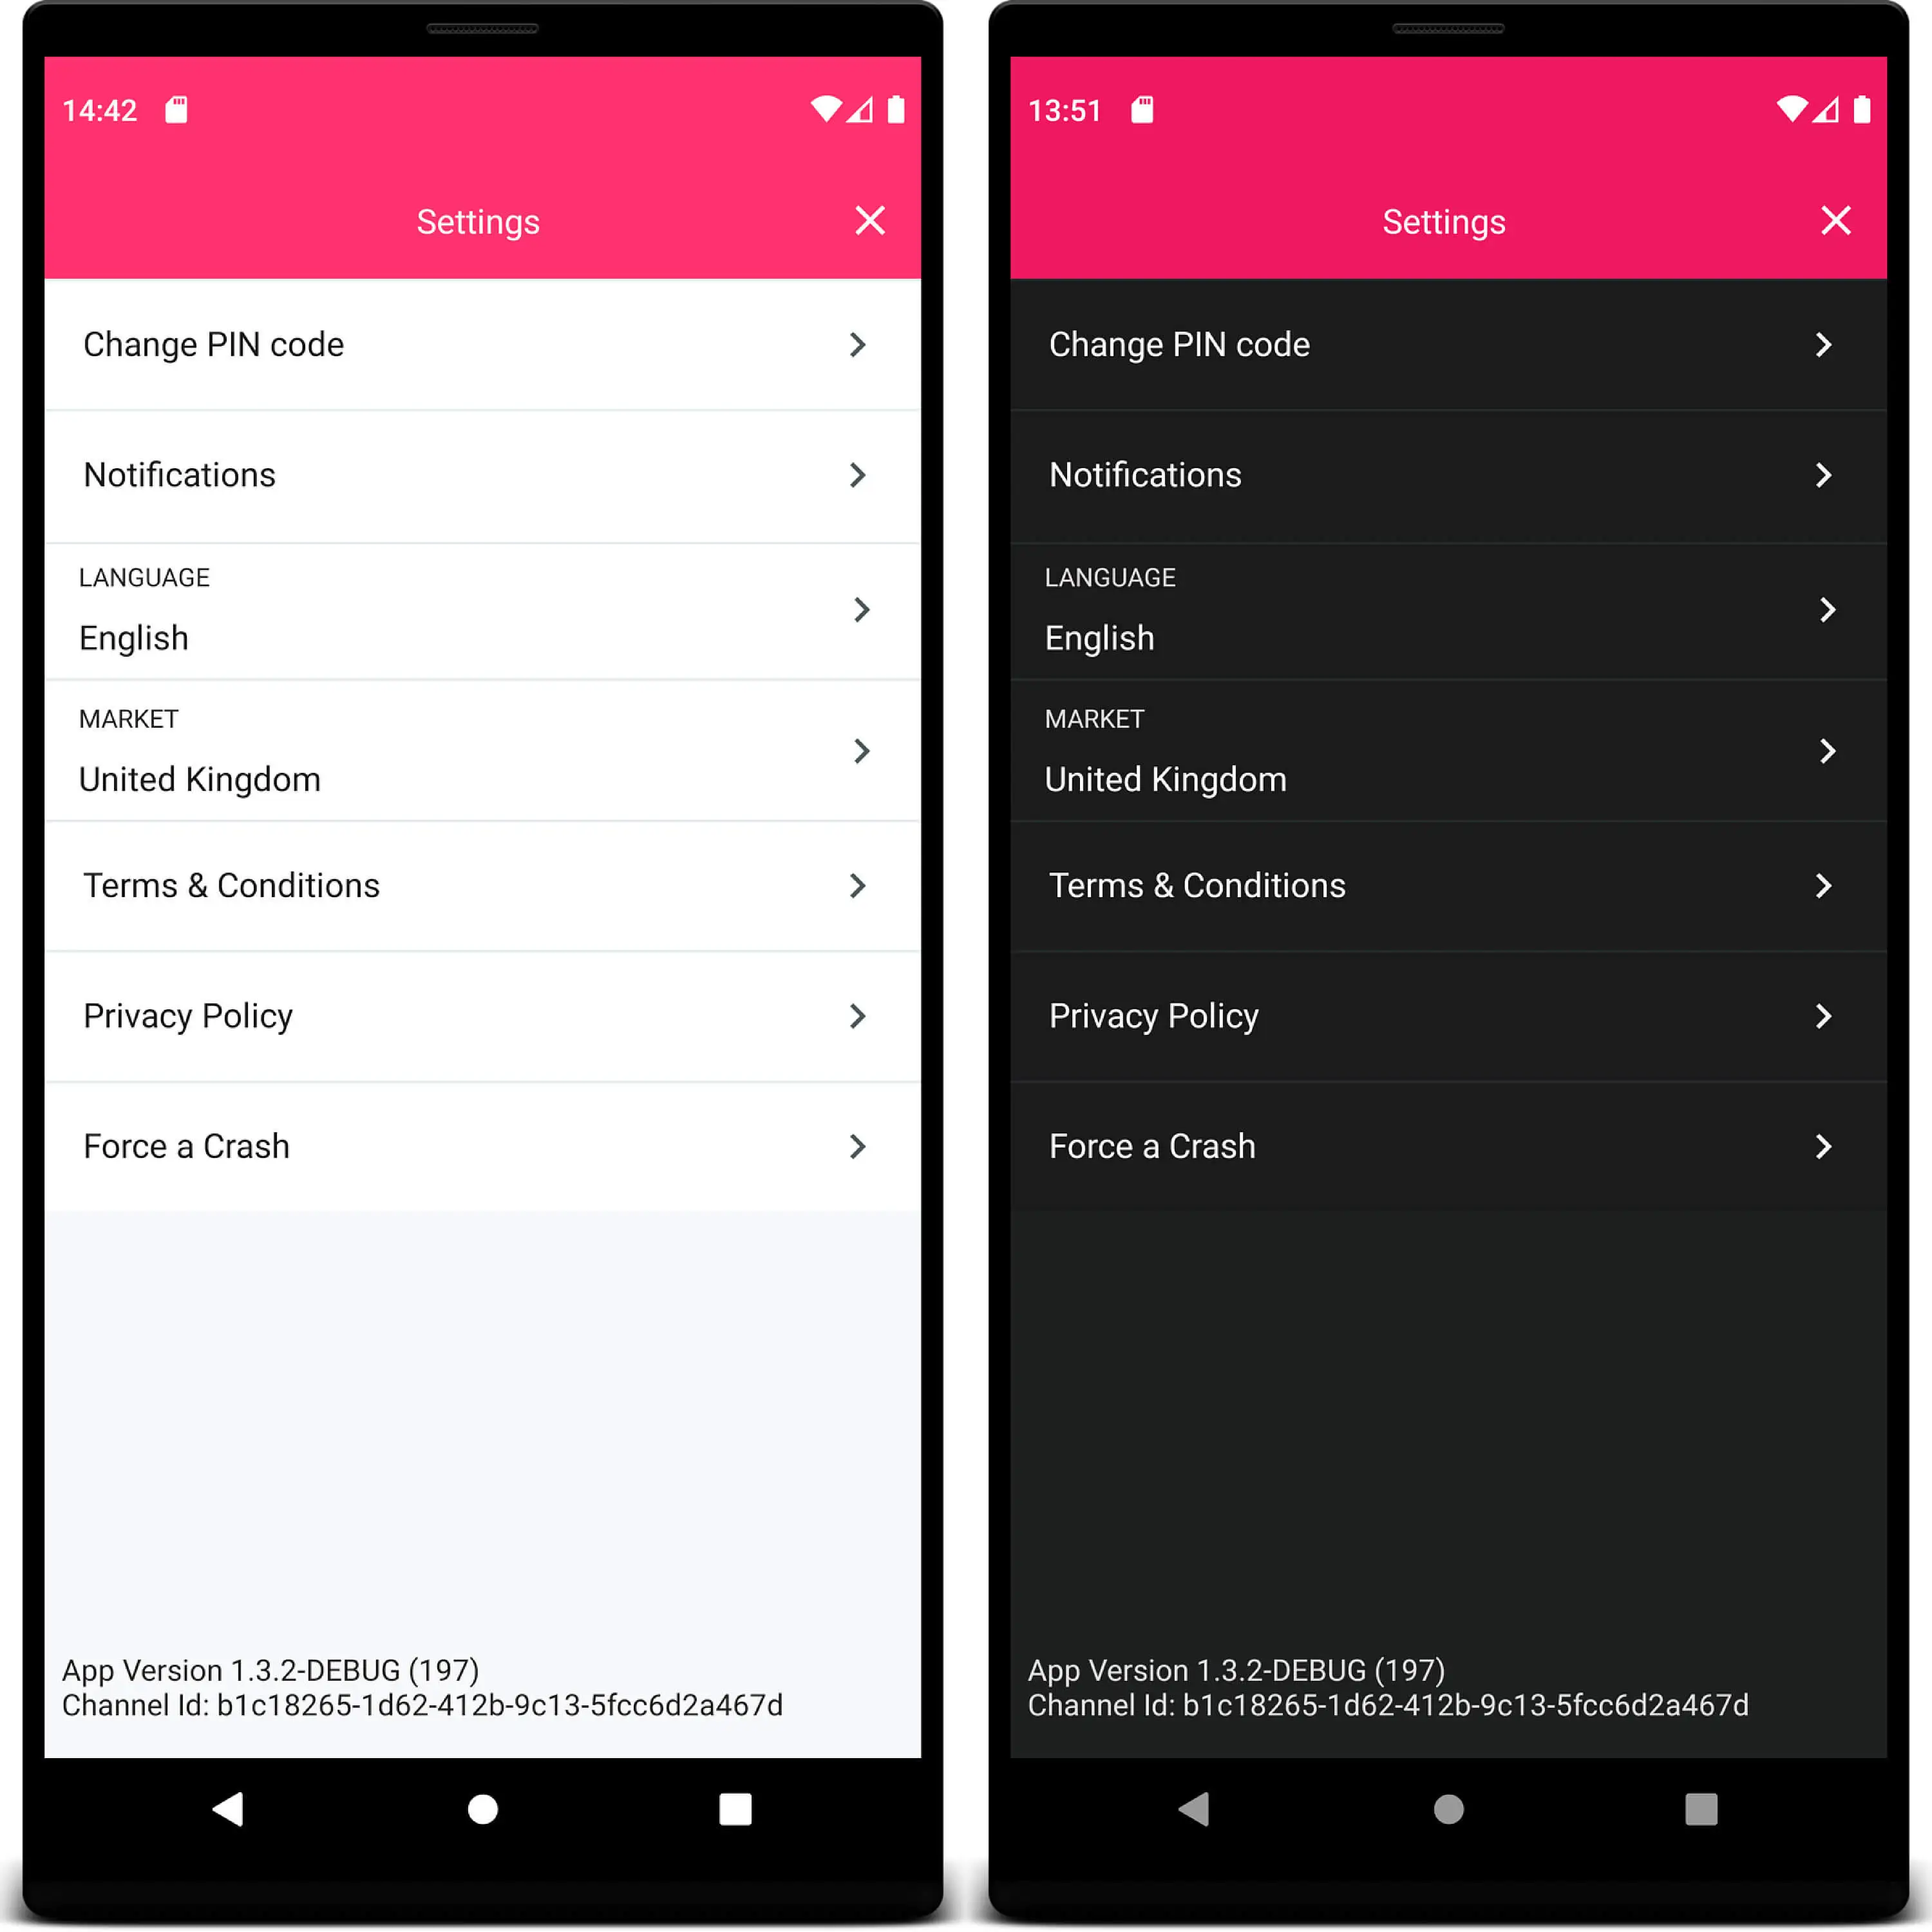 14:42
Settings
Change PIN code
Notifications
LANGUAGE
English
MARKET
United Kingdom
Terms & Conditions
Privacy Policy
Force a Crash
App Version 1.3.2-DEBUG (197)
Channel Id: b1c18265-1d62-412b-9c13-5fcc6d2a467d
13:51
Settings
Change PIN code
Notifications
LANGUAGE
English
MARKET
United Kingdom
Terms & Conditions
Privacy Policy
Force a Crash
App Version 1.3.2-DEBUG (197)
Channel Id: b1c18265-1d62-412b-9c13-5fcc6d2a467d